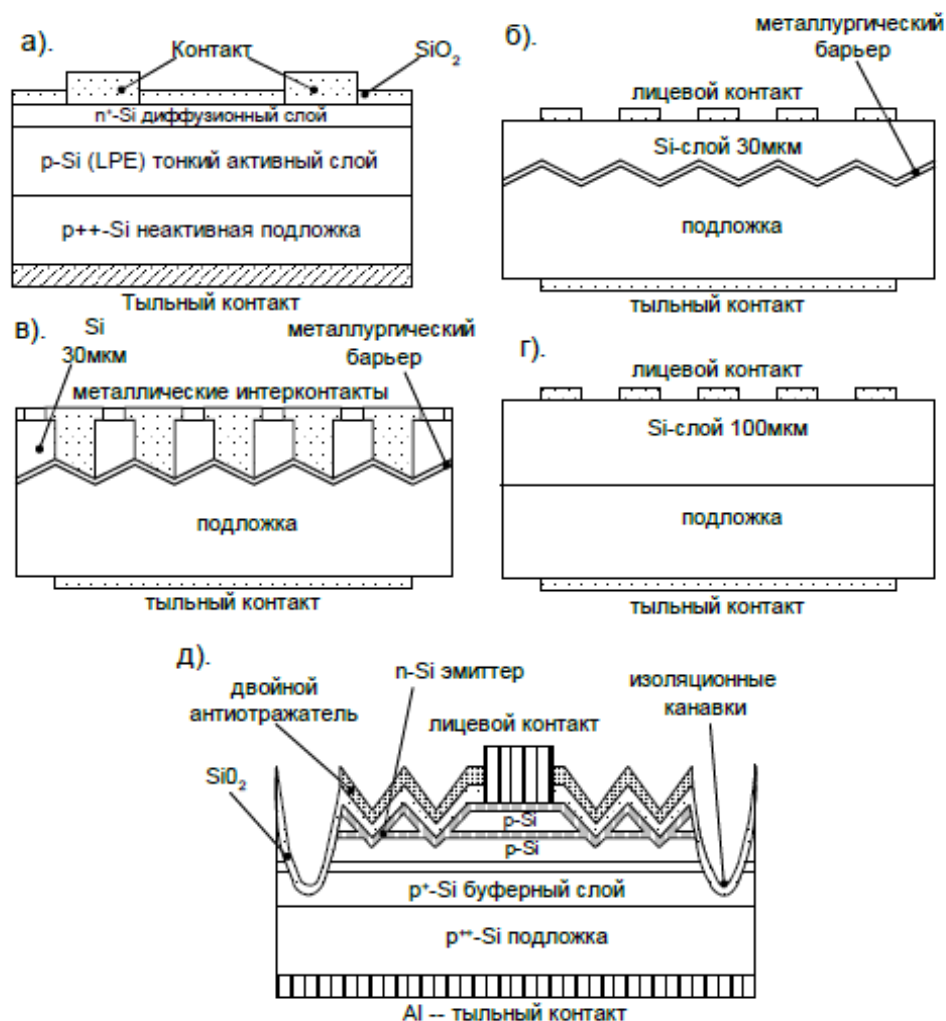 а).
Контакт
SiO₂
n⁺-Si диффузионный слой
p-Si (LPE) тонкий активный слой
p++-Si неактивная подложка
Тыльный контакт
б).
металлургический
барьер
лицевой контакт
Si-слой 30мкм
подложка
тыльный контакт
в).
Si
30мкм
металлургический
барьер
металлические интерконтакты
подложка
тыльный контакт
г).
лицевой контакт
Si-слой 100мкм
подложка
тыльный контакт
д).
n-Si эмиттер
двойной
антиотражатель
лицевой контакт
изоляционные
канавки
SiO₂
p-Si
p-Si
p⁺-Si буферный слой
p⁺⁺-Si подложка
Al -- тыльный контакт